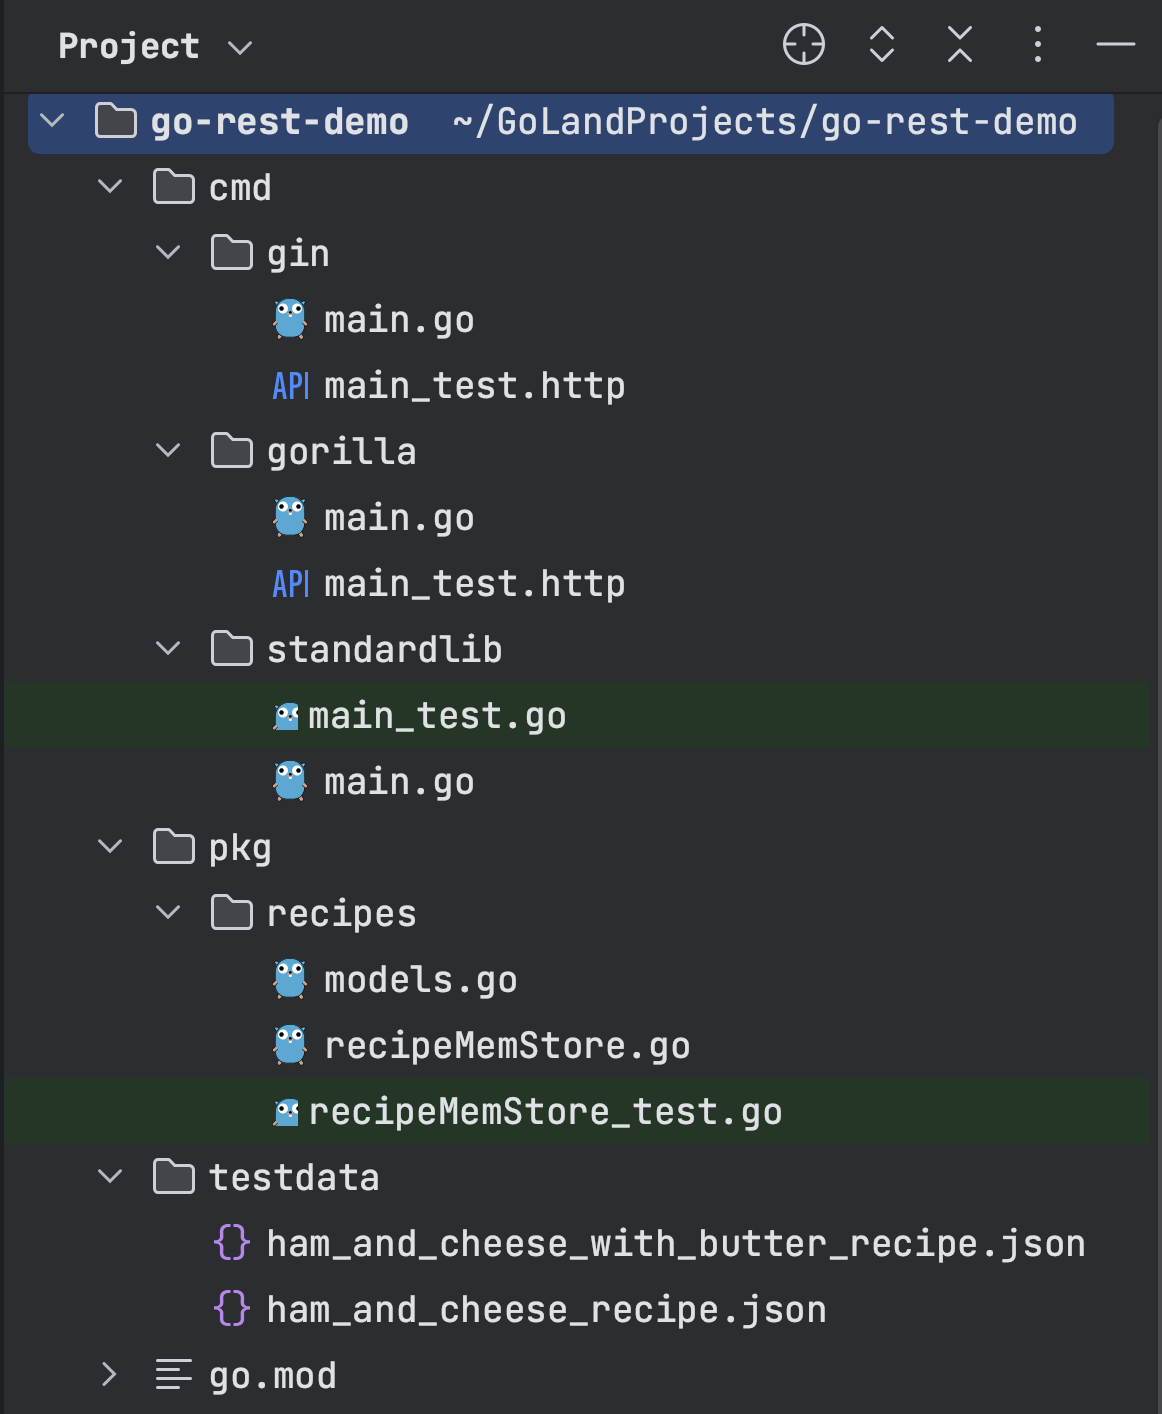 Project
go-rest-demo ~/GoLandProjects/go-rest-demo
cmd
gin
main.go
API main_test.http
gorilla
main.go
API main_test.http
standardlib
main_test.go
main.go
pkg
recipes
models.go
recipeMemStore.go
recipeMemStore_test.go
testdata
{} ham_and_cheese_with_butter_recipe.json
{} ham_and_cheese_recipe.json
go.mod